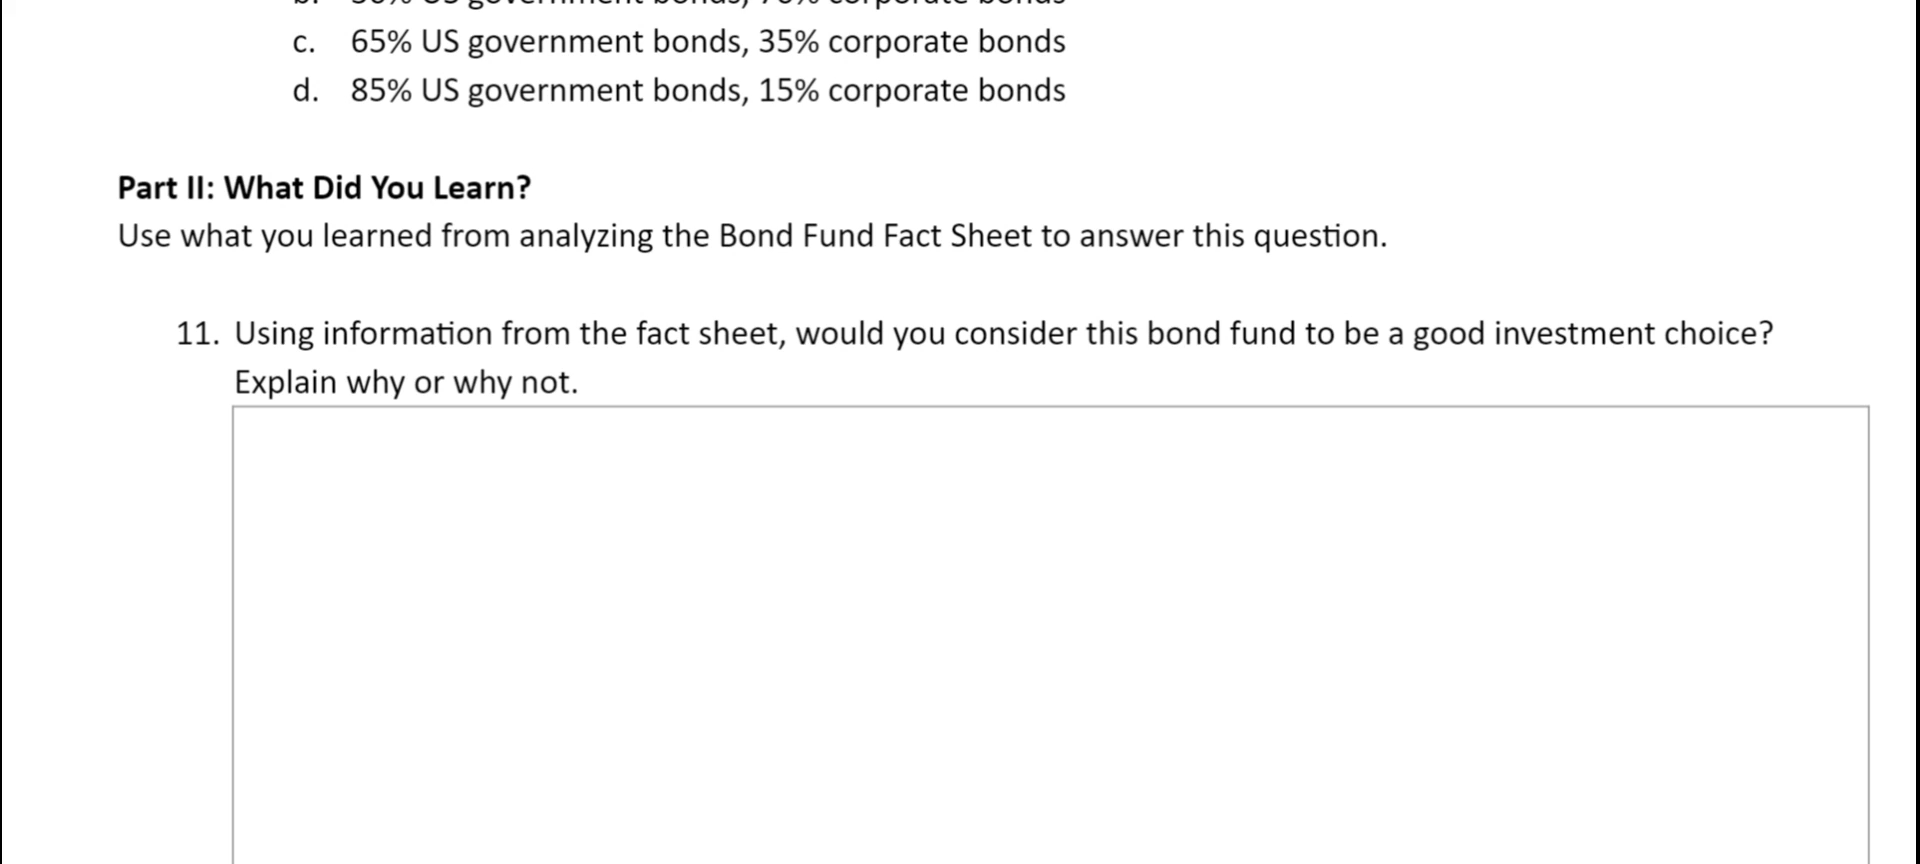 c. 65% US government bonds, 35% corporate bonds
d. 85% US government bonds, 15% corporate bonds
Part II: What Did You Learn?
Use what you learned from analyzing the Bond Fund Fact Sheet to answer this question.
11. Using information from the fact sheet, would you consider this bond fund to be a good investment choice?
Explain why or why not.